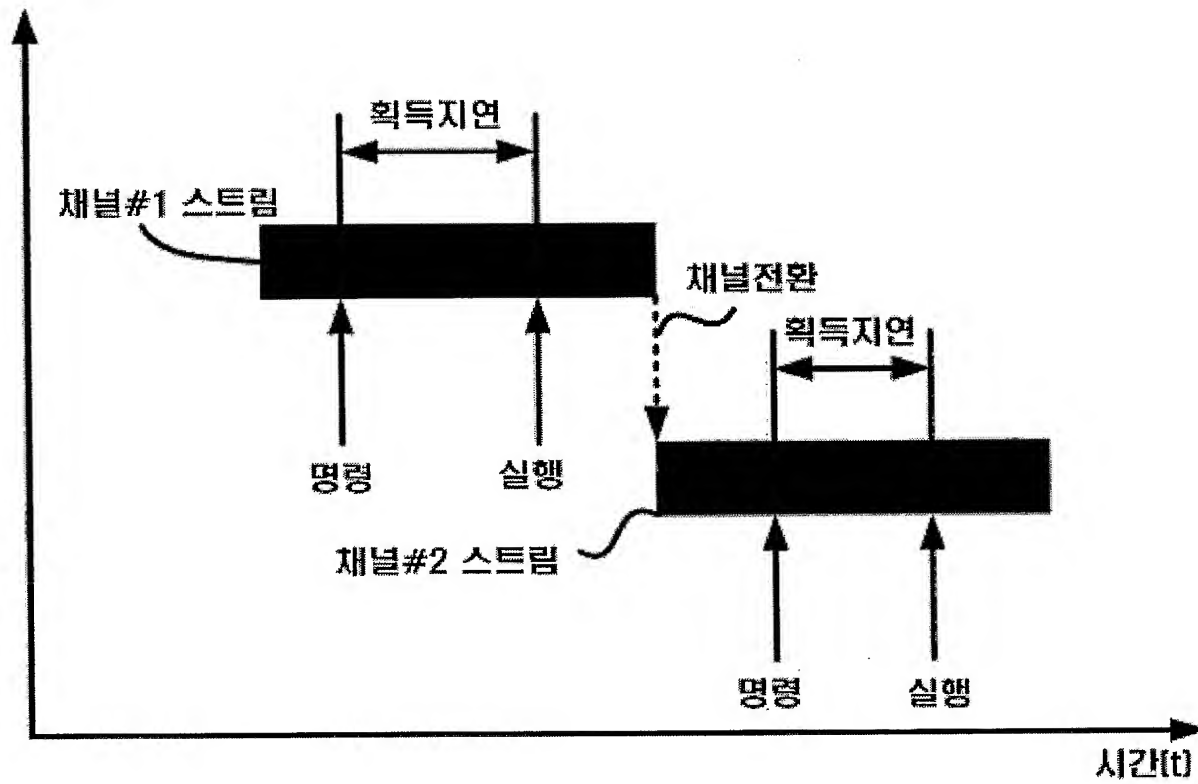 획득지연
채널#1 스트림
채널전환
획득지연
명령
실행
채널#2 스트림
명령
실행
시간(t)